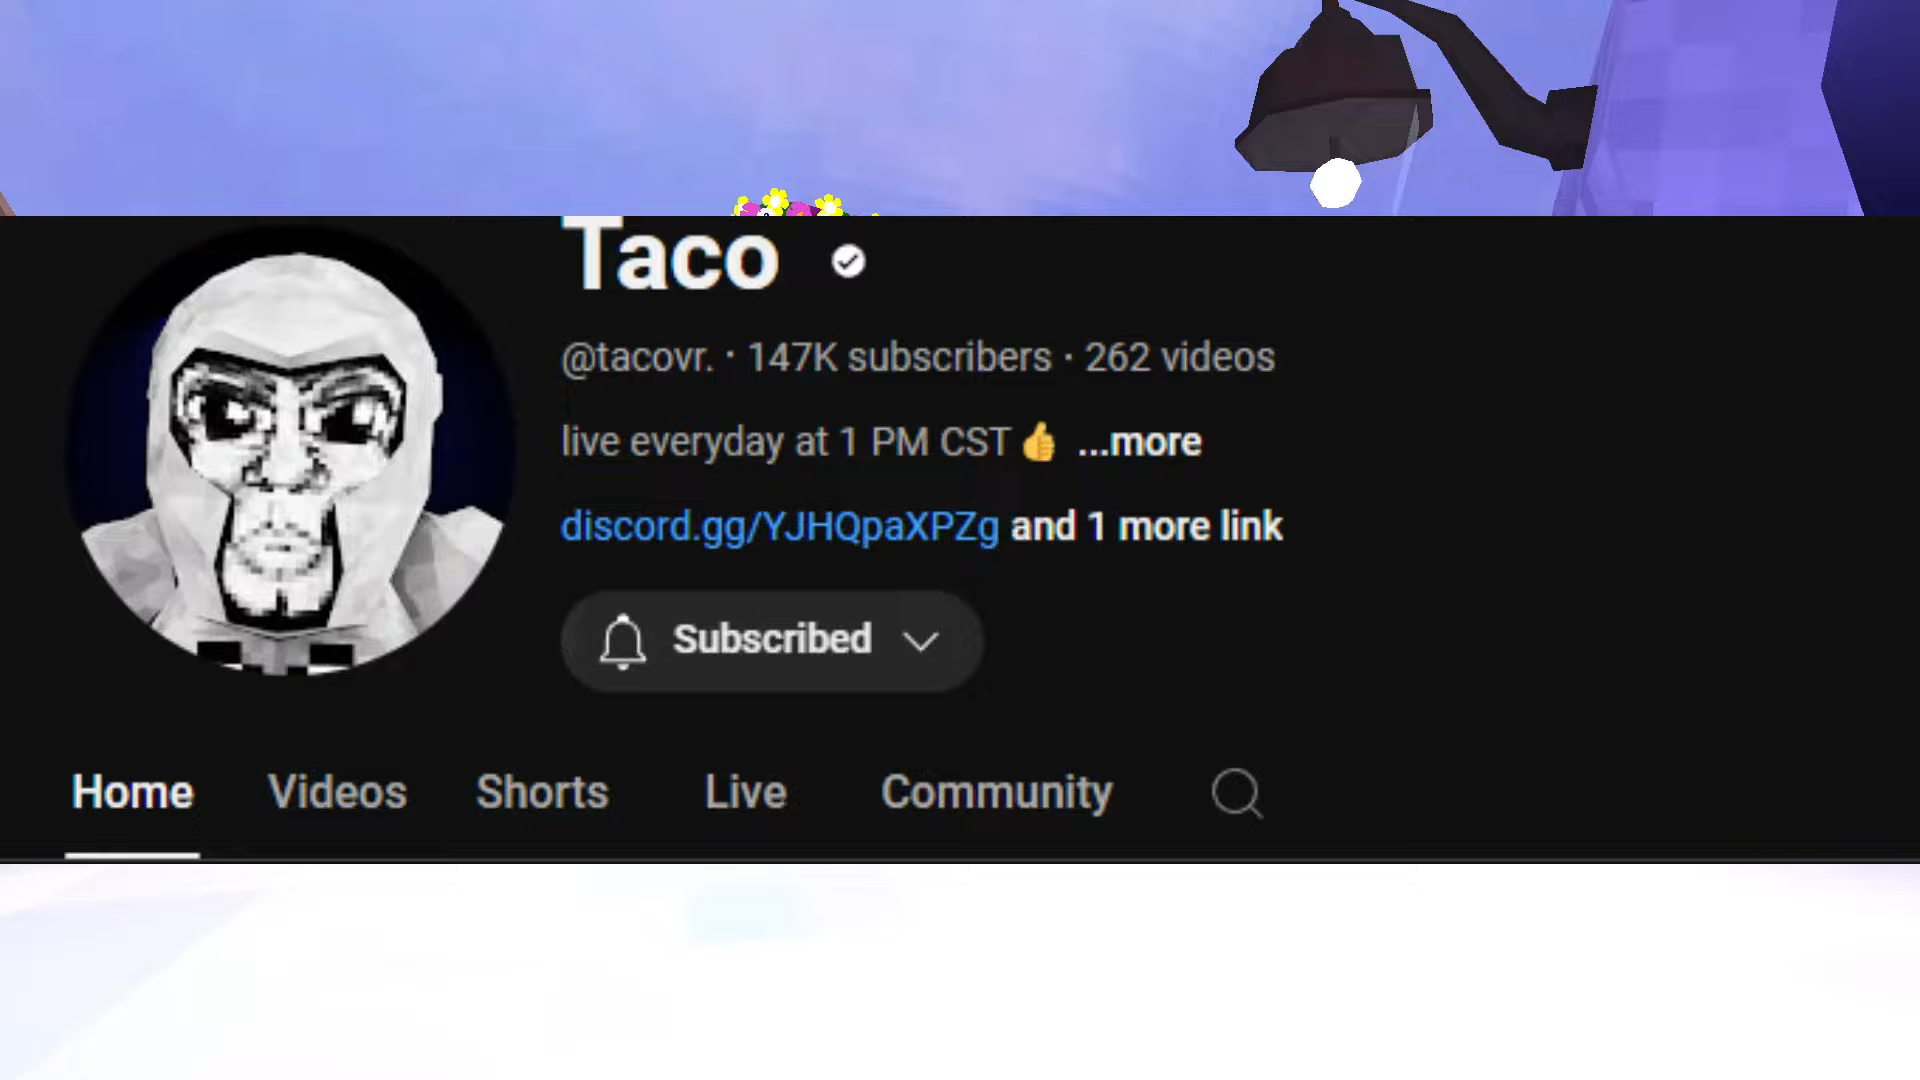 Taco
@tacovr. · 147K subscribers · 262 videos
live everyday at 1 PM CST👍 ...more
discord.gg/YJHQpaXPZg and 1 more link
Subscribed
Home Videos Shorts Live Community